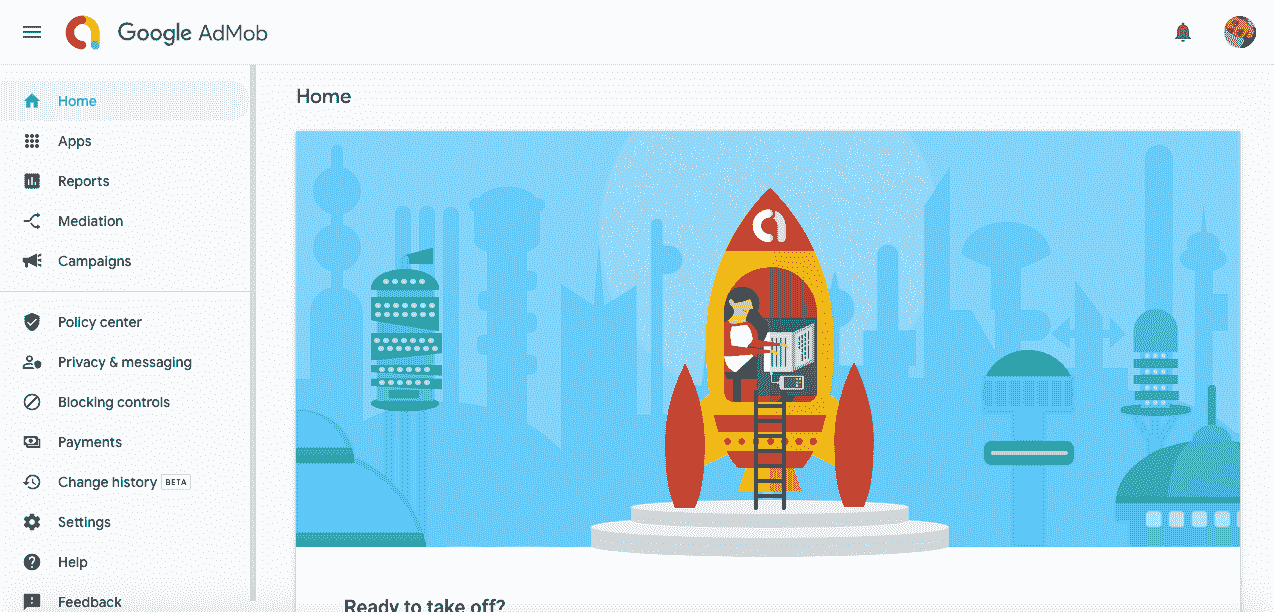 Google AdMob
Home
Apps
Reports
Mediation
Campaigns
Policy center
Privacy & messaging
Blocking controls
Payments
Change history BETA
Settings
Help
Feedback
Home
Ready to take off?